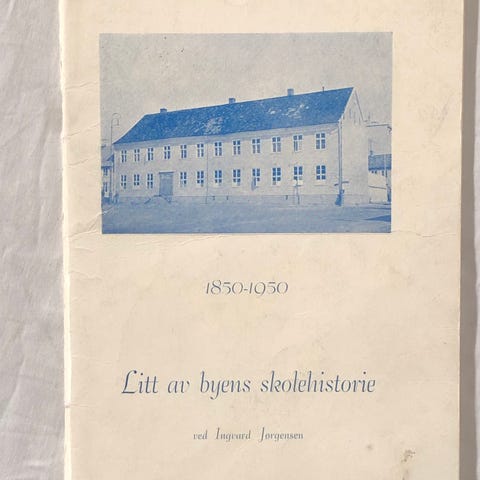 1850-1950
Litt av byens skolehistorie
ved Ingvard Jørgensen